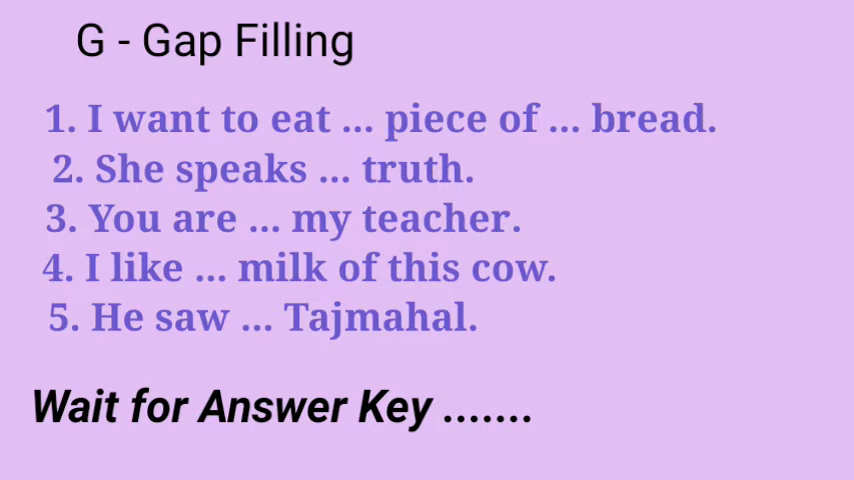 G - Gap Filling
1. I want to eat ... piece of ... bread.
2. She speaks ... truth.
3. You are ... my teacher.
4. I like ... milk of this cow.
5. He saw ... Tajmahal.
Wait for Answer Key .......